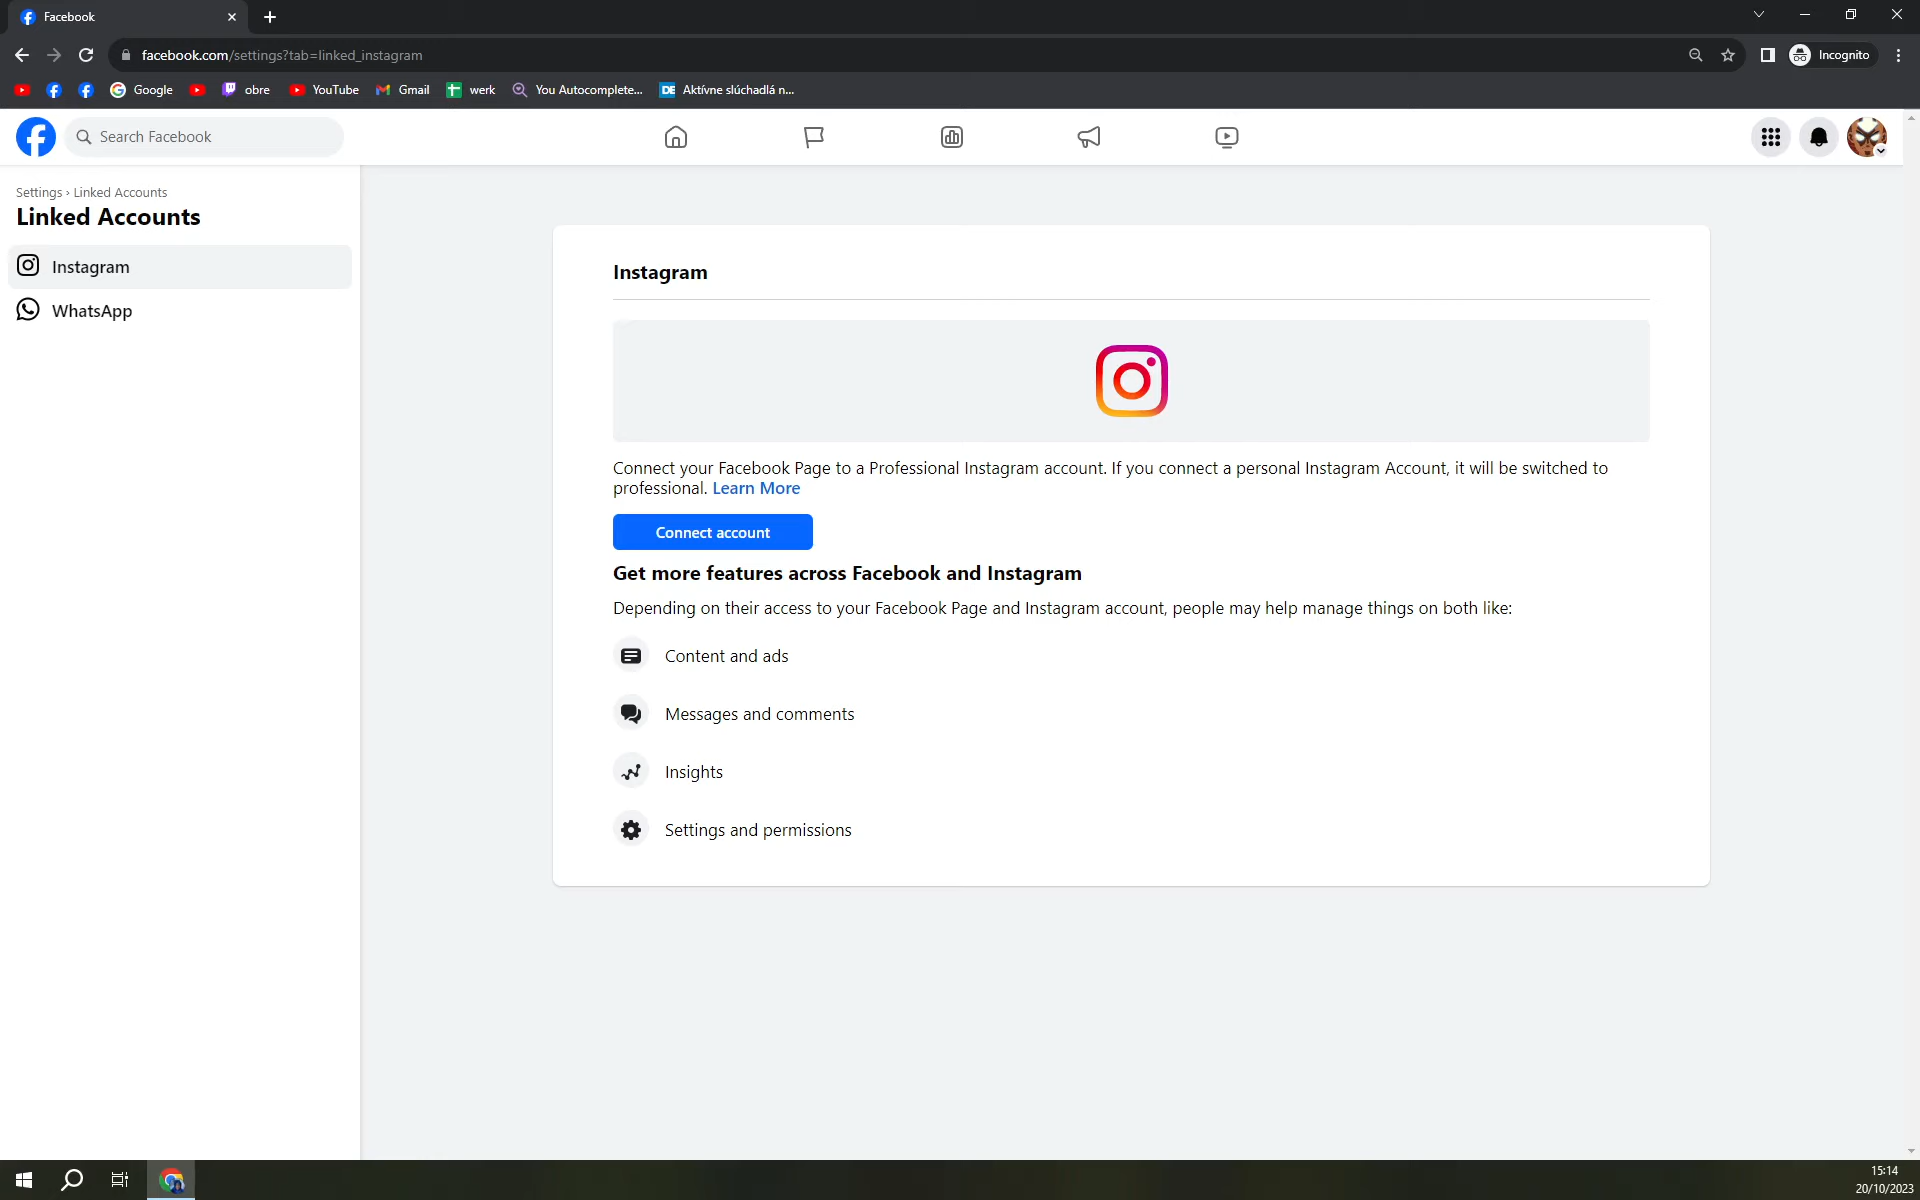 Facebook
facebook.com/settings?tab=linked_instagram
Incognito
Google
obre
YouTube
Gmail
werk
You Autocomplete...
DE Aktívne slúchadlá n...
Search Facebook
Settings › Linked Accounts
Linked Accounts
Instagram
WhatsApp
Instagram
Connect your Facebook Page to a Professional Instagram account. If you connect a personal Instagram Account, it will be switched to
professional. Learn More
Connect account
Get more features across Facebook and Instagram
Depending on their access to your Facebook Page and Instagram account, people may help manage things on both like:
Content and ads
Messages and comments
Insights
Settings and permissions
15:14
20/10/2023